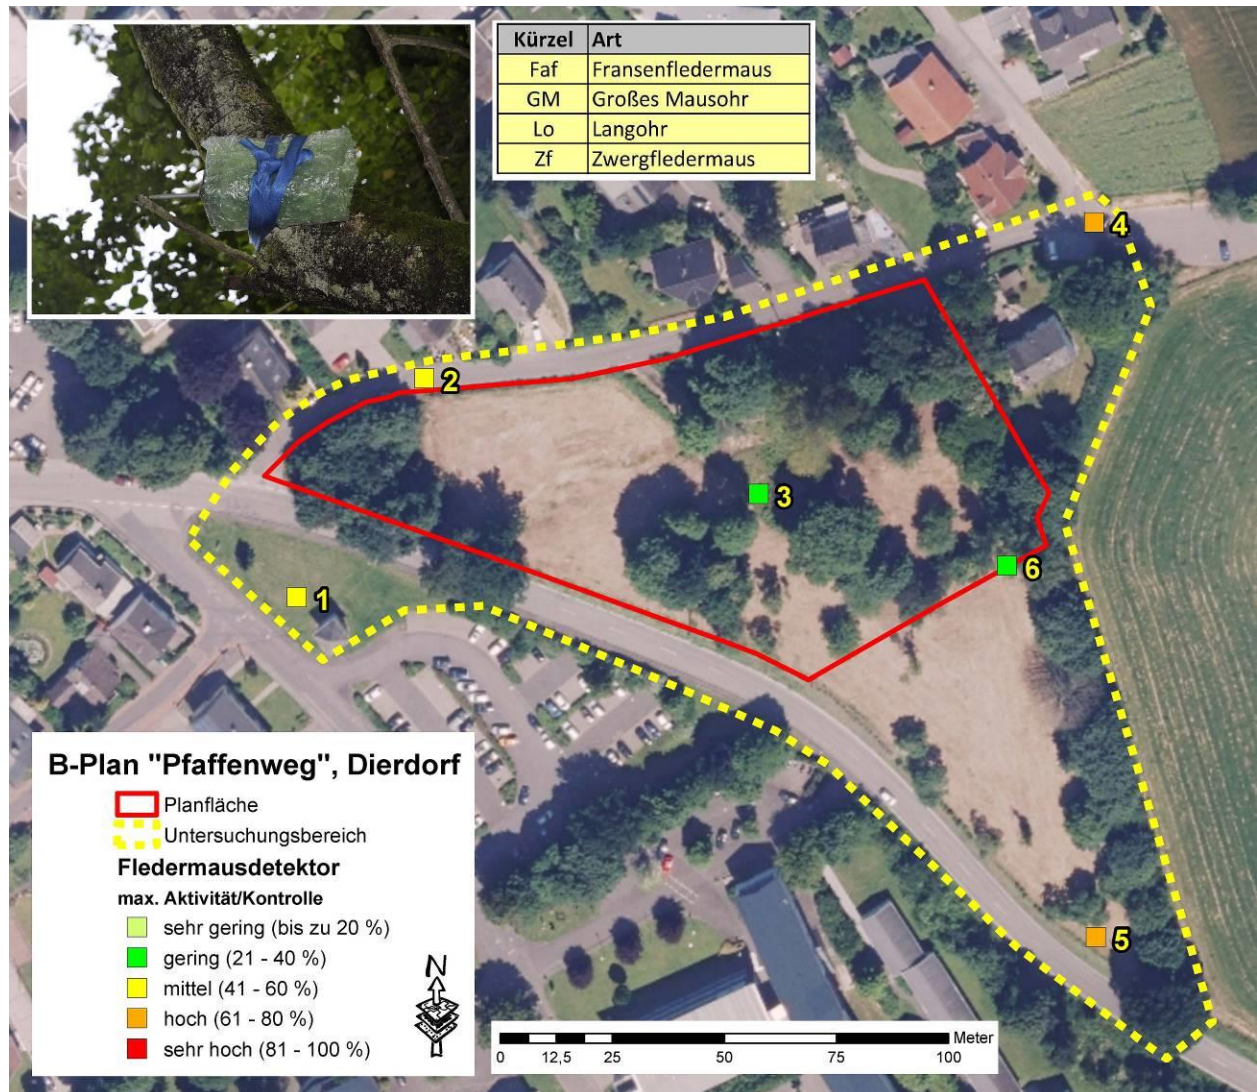 Kürzel Art
Faf Fransenfledermaus
GM Großes Mausohr
Lo Langohr
Zf Zwergfledermaus
4
2
3
6
1
5
B-Plan "Pfaffenweg", Dierdorf
Planfläche
Untersuchungsbereich
Fledermausdetektor
max. Aktivität/Kontrolle
sehr gering (bis zu 20 %)
gering (21 - 40 %)
mittel (41 - 60 %)
hoch (61 - 80 %)
sehr hoch (81 - 100 %)
N
Meter
0 12,5 25 50 75 100